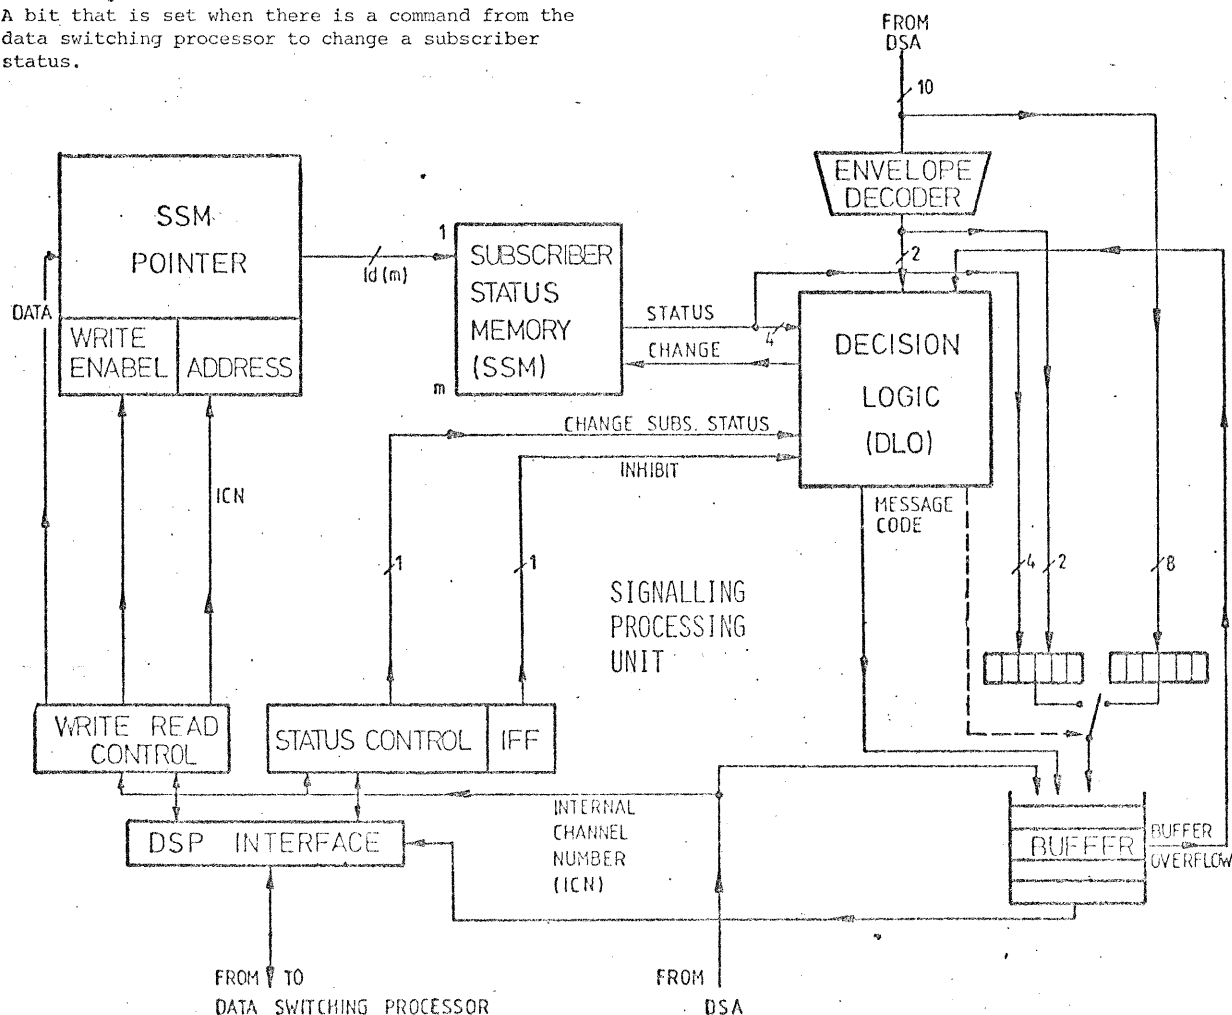 A bit that is set when there is a command from the
data switching processor to change a subscriber
status.
FROM
DSA
10
ENVELOPE
DECODER
2
SSM
POINTER
WRITE
ENABEL
ADDRESS
DATA
ld(m)
1
m
SUBSCRIBER
STATUS
MEMORY
(SSM)
STATUS
4
CHANGE
DECISION
LOGIC
(DLO)
CHANGE SUBS. STATUS
INHIBIT
ICN
MESSAGE
CODE
1
1
4
2
8
SIGNALLING
PROCESSING
UNIT
WRITE READ
CONTROL
STATUS CONTROL
IFF
DSP INTERFACE
INTERNAL
CHANNEL
NUMBER
(ICN)
BUFFER
BUFFER
OVERFLOW
FROM TO
DATA SWITCHING PROCESSOR
FROM
DSA